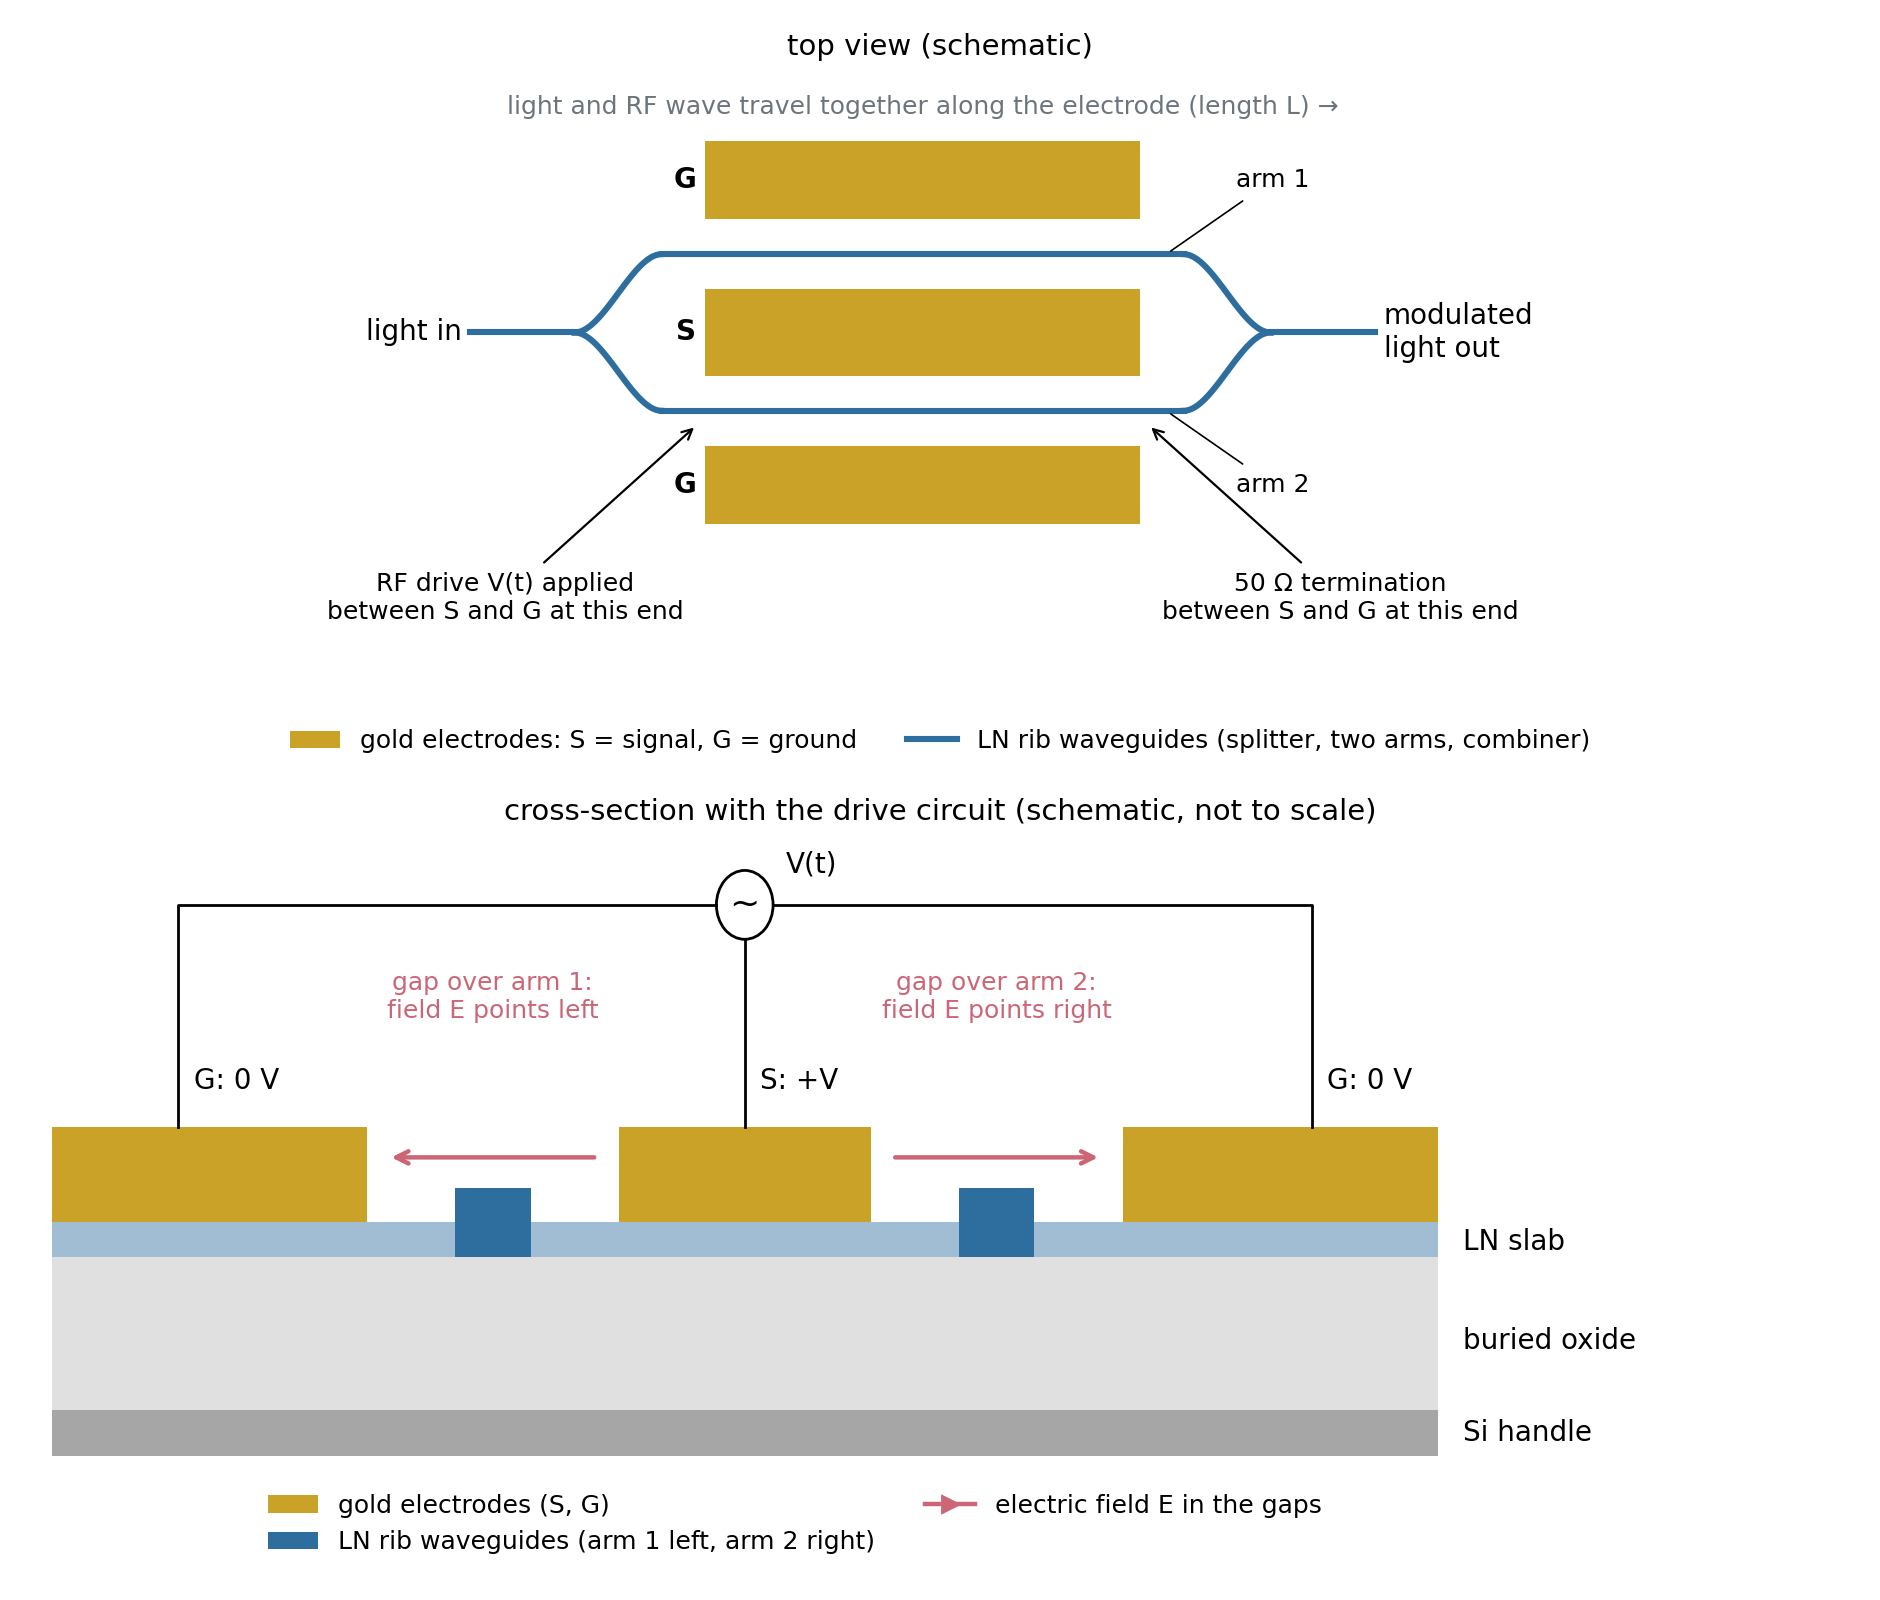 top view (schematic)
light and RF wave travel together along the electrode (length L) →
G
arm 1
light in
S
modulated
light out
G
arm 2
RF drive V(t) applied
between S and G at this end
50 Ω termination
between S and G at this end
gold electrodes: S = signal, G = ground
LN rib waveguides (splitter, two arms, combiner)
cross-section with the drive circuit (schematic, not to scale)
V(t)
~
gap over arm 1:
field E points left
gap over arm 2:
field E points right
G: 0 V
S: +V
G: 0 V
LN slab
buried oxide
Si handle
gold electrodes (S, G)
LN rib waveguides (arm 1 left, arm 2 right)
electric field E in the gaps